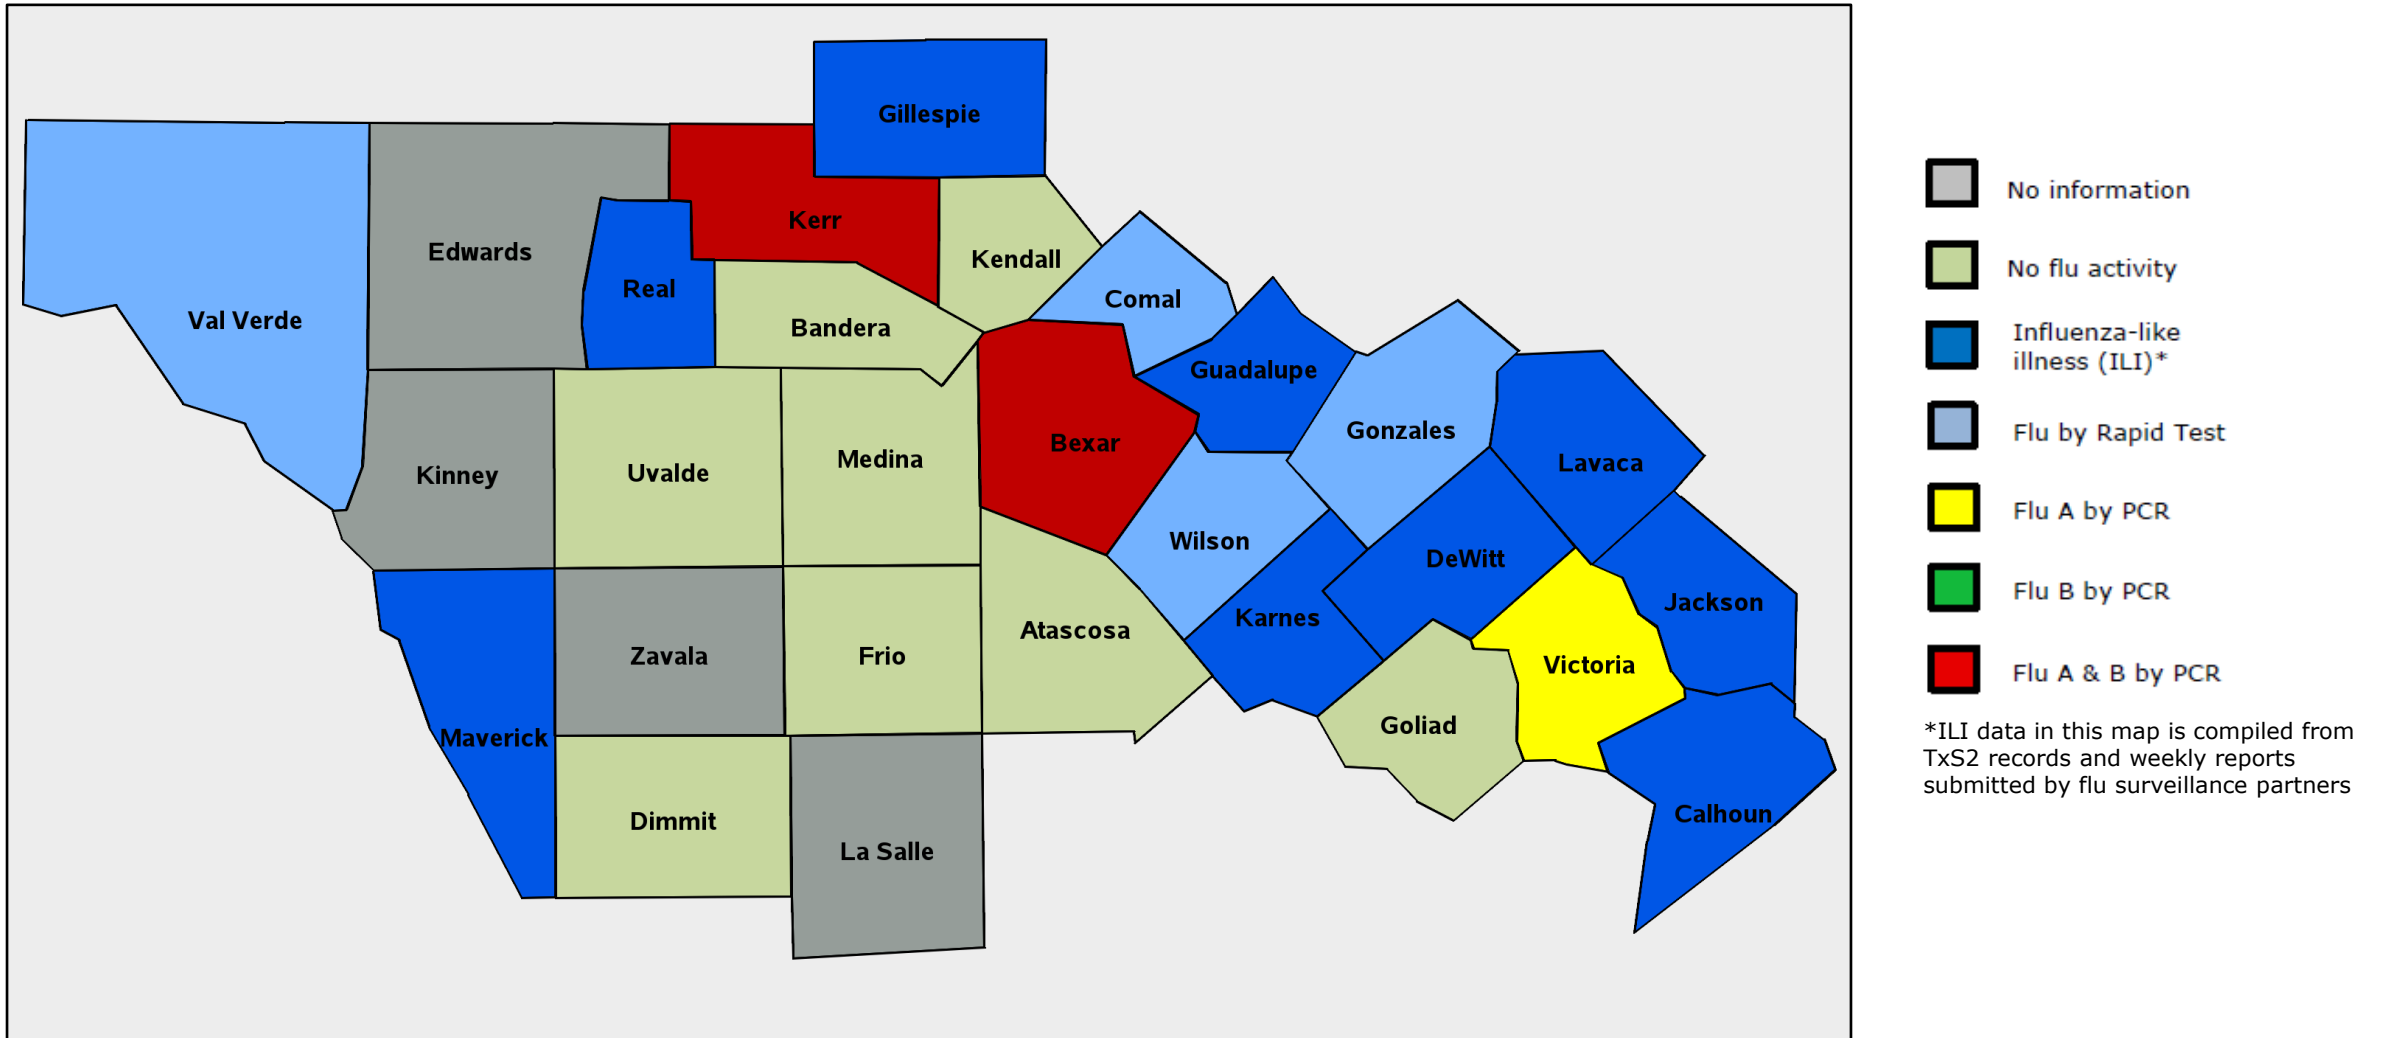 Gillespie
Kerr
Edwards
Kendall
Real
Comal
Val Verde
Bandera
Guadalupe
Gonzales
Bexar
Medina
Lavaca
Uvalde
Kinney
Wilson
DeWitt
Jackson
Karnes
Atascosa
Zavala
Frio
Victoria
Goliad
Maverick
Calhoun
Dimmit
La Salle
No information
No flu activity
Influenza-like
illness (ILI)*
Flu by Rapid Test
Flu A by PCR
Flu B by PCR
Flu A & B by PCR
*ILI data in this map is compiled from
TxS2 records and weekly reports
submitted by flu surveillance partners